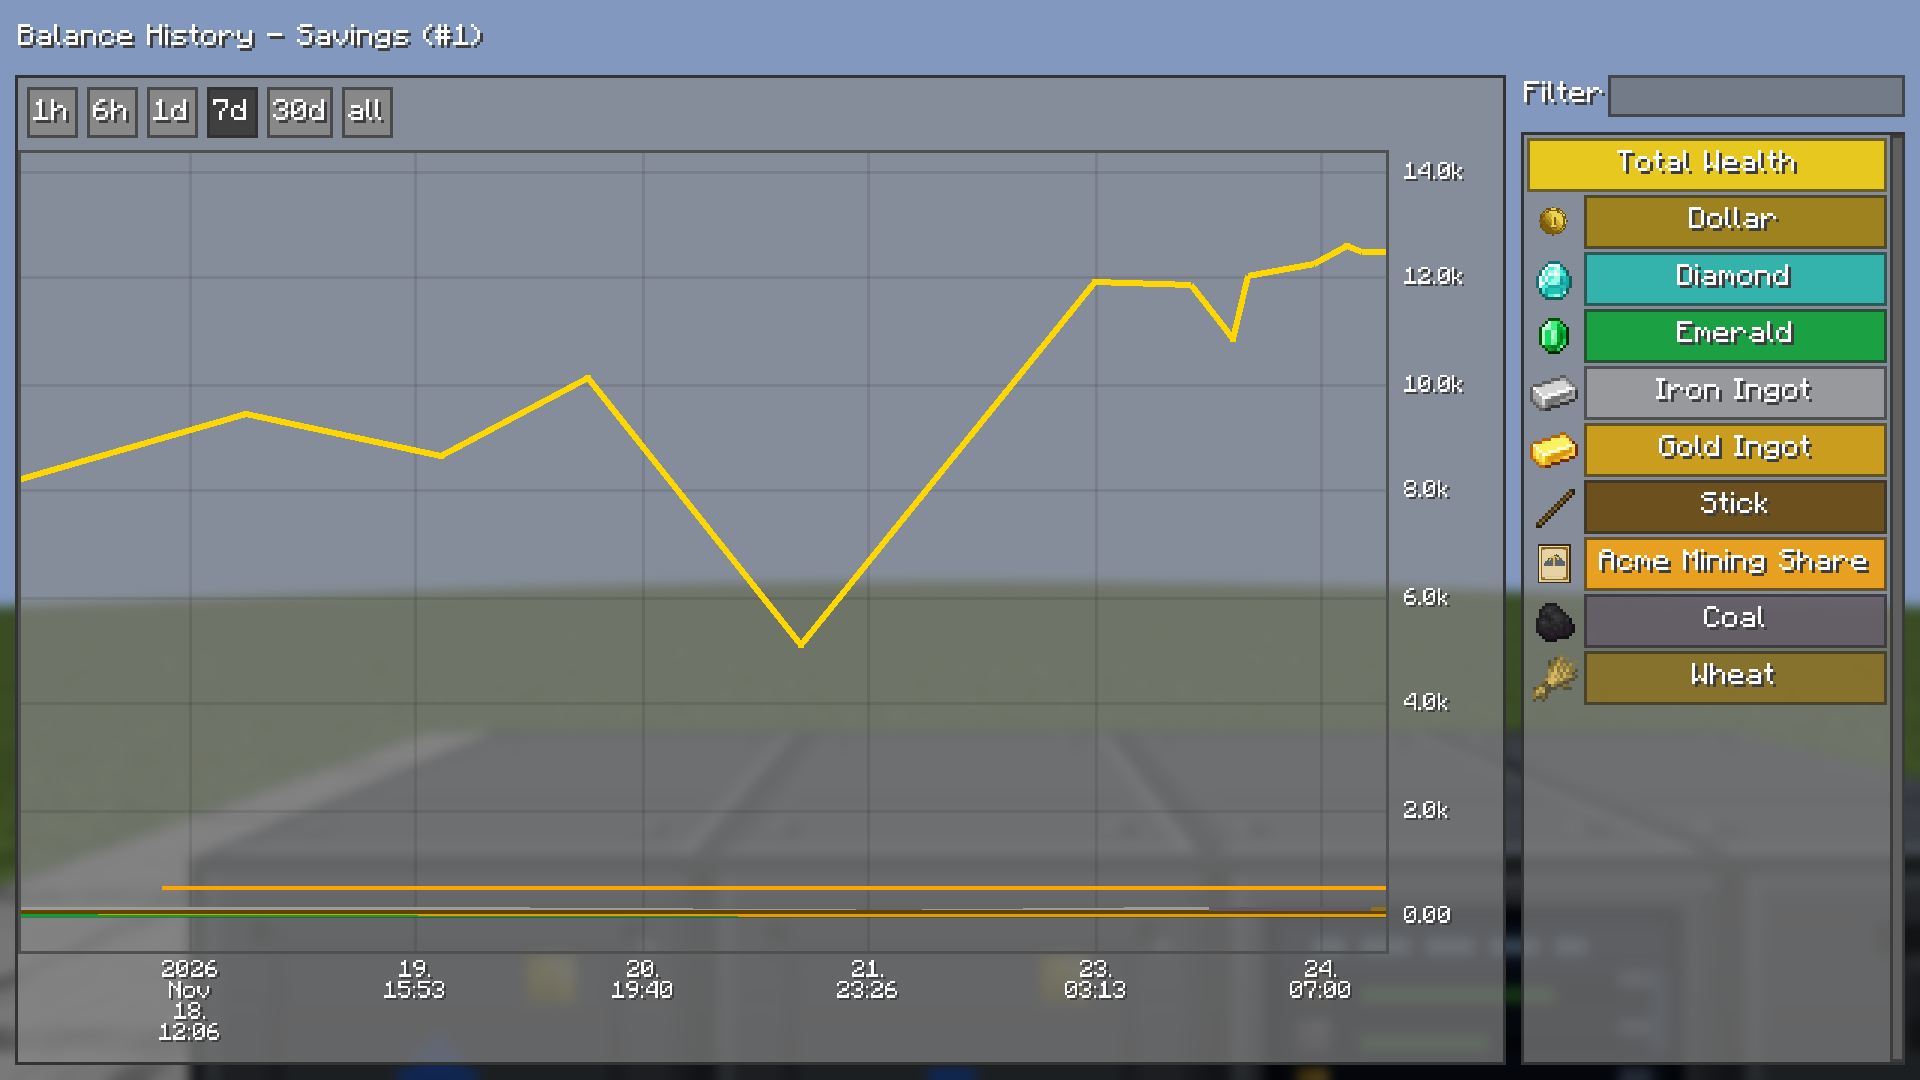 Balance History - Savings (#1)
1h 6h 1d 7d 30d all
Filter
Total Wealth
Dollar
Diamond
Emerald
Iron Ingot
Gold Ingot
Stick
Acme Mining Share
Coal
Wheat
14.0k
12.0k
10.0k
8.0k
6.0k
4.0k
2.0k
0.00
2026
Nov
18.
12:06
19.
15:53
20.
19:40
21.
23:26
23.
03:13
24.
07:00